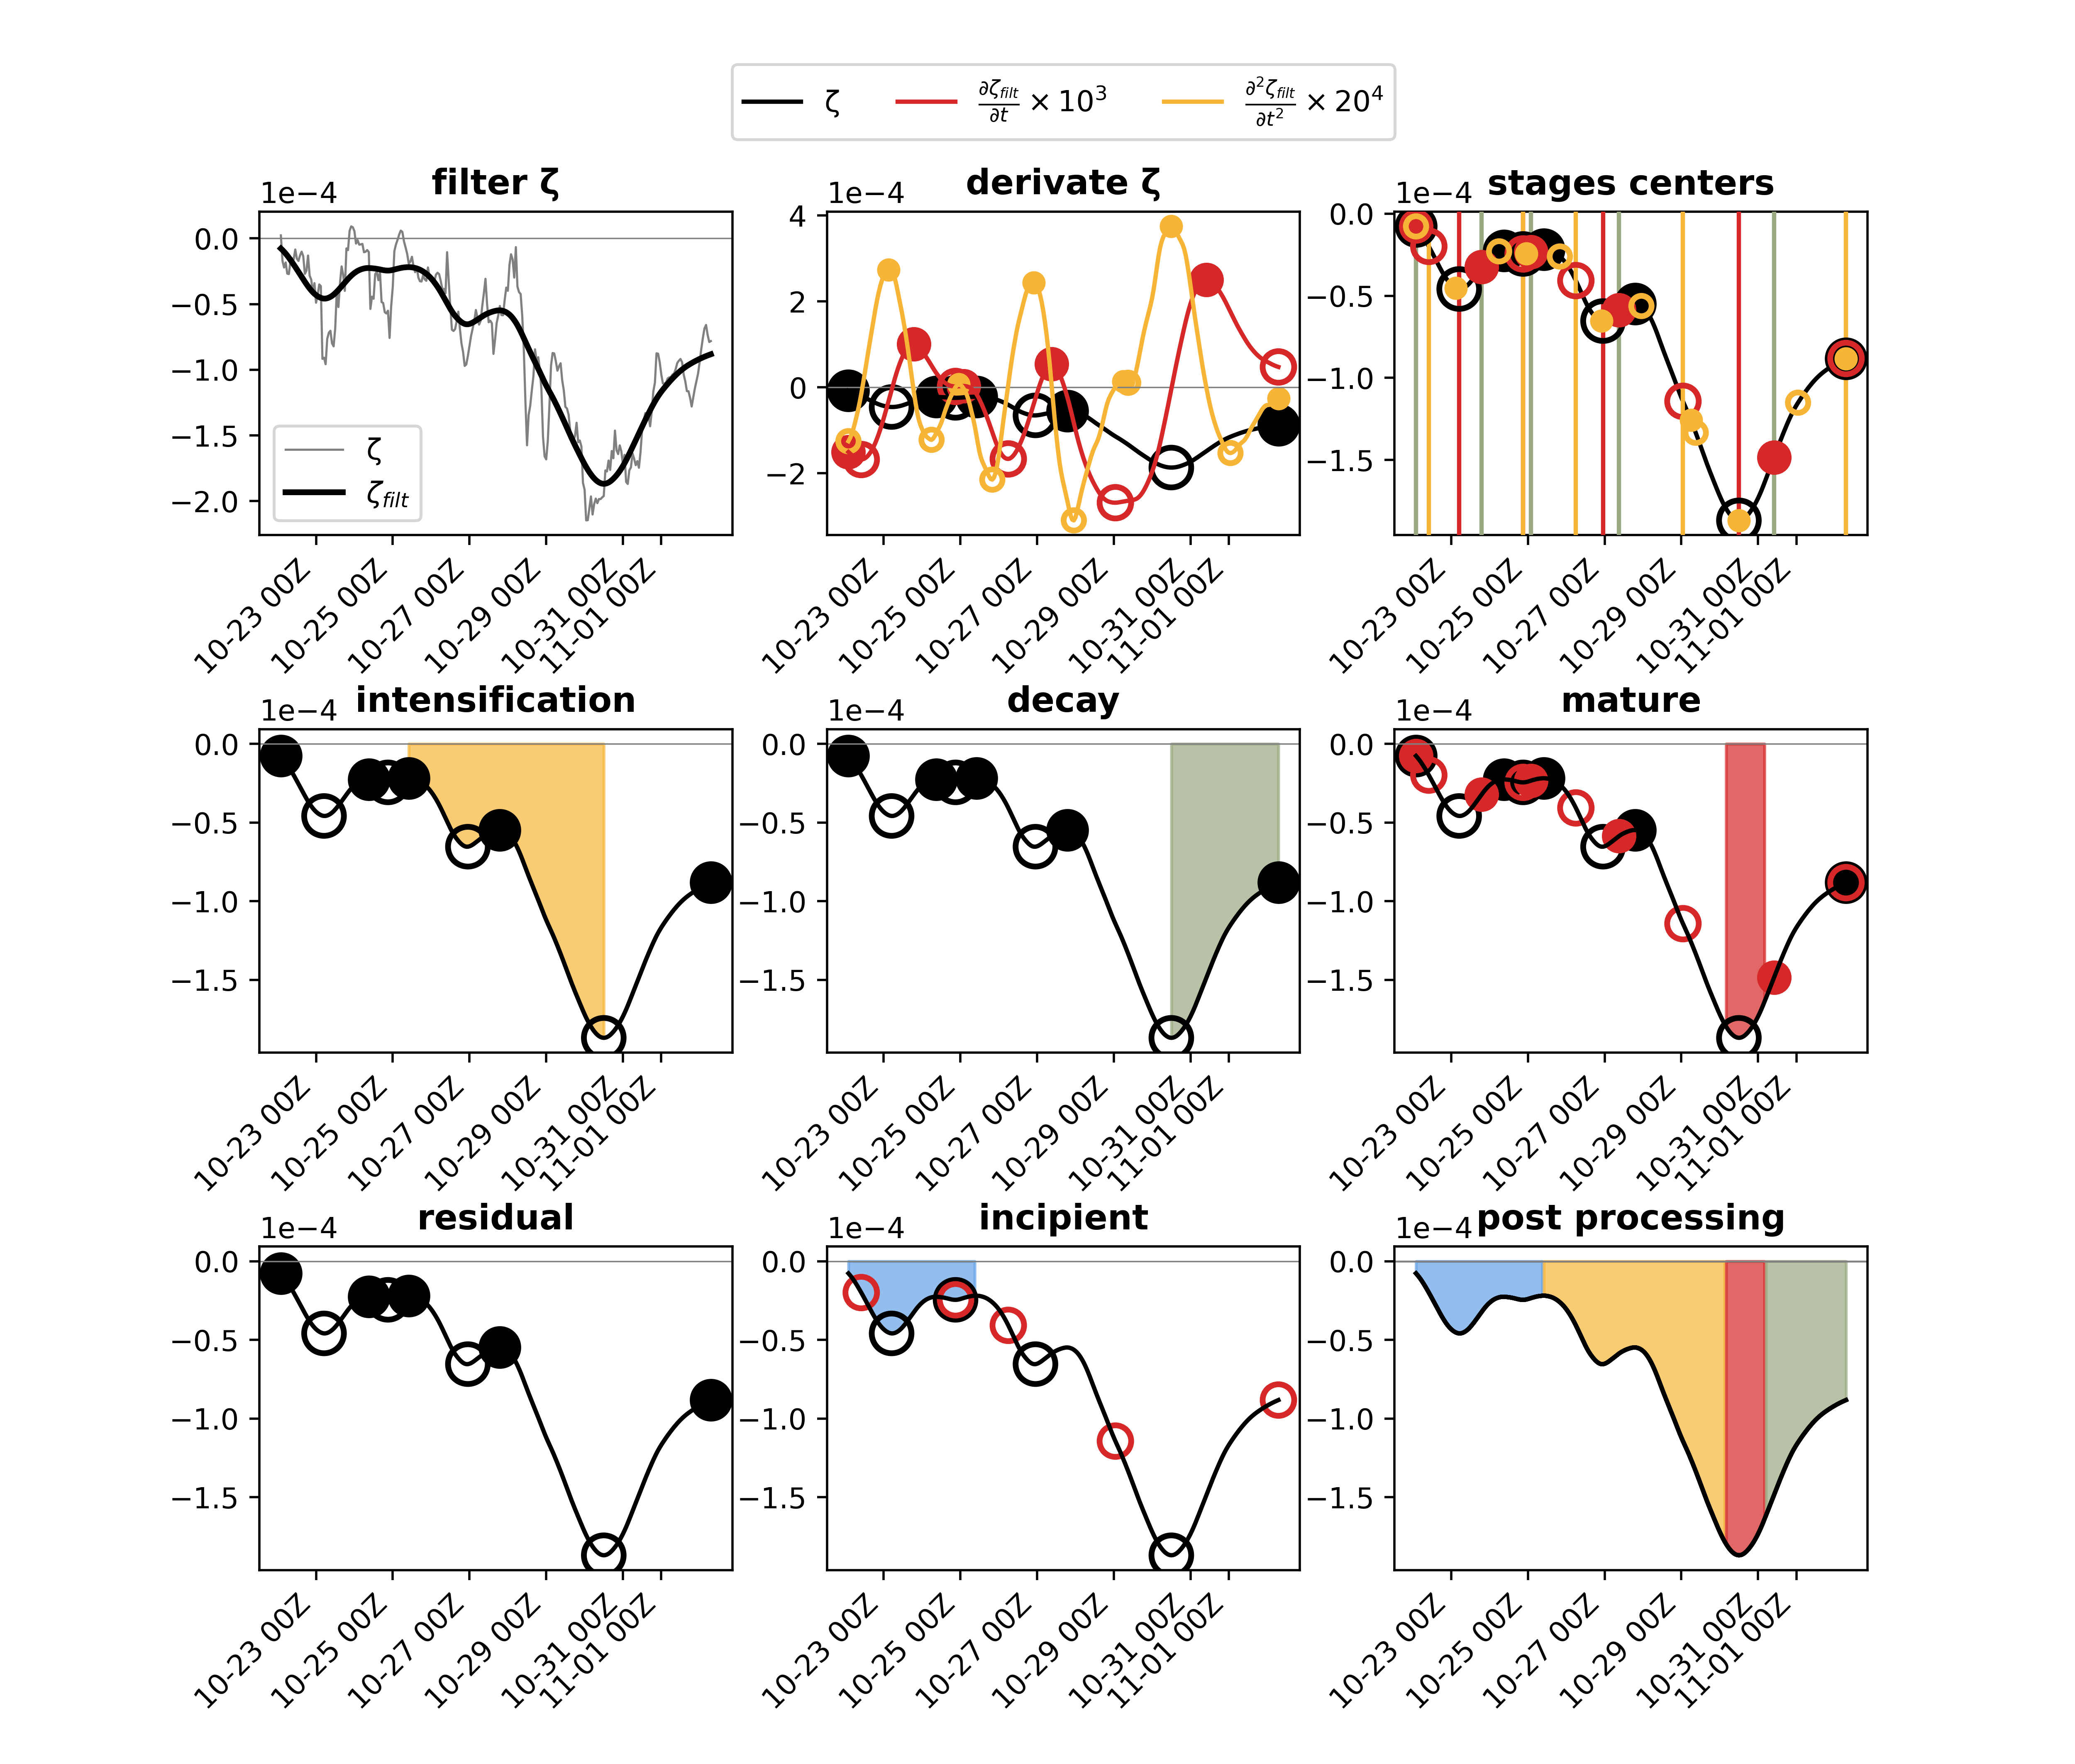 ζ ∂ζ_filt/∂t × 10³ ∂²ζ_filt/∂t² × 20⁴
filter ζ
1e−4
0.0
−0.5
−1.0
−1.5
−2.0
ζ
ζ_filt
10-23 00Z
10-25 00Z
10-27 00Z
10-29 00Z
10-31 00Z
11-01 00Z
derivate ζ
1e−4
4
2
0
−2
10-23 00Z
10-25 00Z
10-27 00Z
10-29 00Z
10-31 00Z
11-01 00Z
stages centers
1e−4
0.0
−0.5
−1.0
−1.5
10-23 00Z
10-25 00Z
10-27 00Z
10-29 00Z
10-31 00Z
11-01 00Z
intensification
1e−4
0.0
−0.5
−1.0
−1.5
10-23 00Z
10-25 00Z
10-27 00Z
10-29 00Z
10-31 00Z
11-01 00Z
decay
1e−4
0.0
−0.5
−1.0
−1.5
10-23 00Z
10-25 00Z
10-27 00Z
10-29 00Z
10-31 00Z
11-01 00Z
mature
1e−4
0.0
−0.5
−1.0
−1.5
10-23 00Z
10-25 00Z
10-27 00Z
10-29 00Z
10-31 00Z
11-01 00Z
residual
1e−4
0.0
−0.5
−1.0
−1.5
10-23 00Z
10-25 00Z
10-27 00Z
10-29 00Z
10-31 00Z
11-01 00Z
incipient
1e−4
0.0
−0.5
−1.0
−1.5
10-23 00Z
10-25 00Z
10-27 00Z
10-29 00Z
10-31 00Z
11-01 00Z
post processing
1e−4
0.0
−0.5
−1.0
−1.5
10-23 00Z
10-25 00Z
10-27 00Z
10-29 00Z
10-31 00Z
11-01 00Z